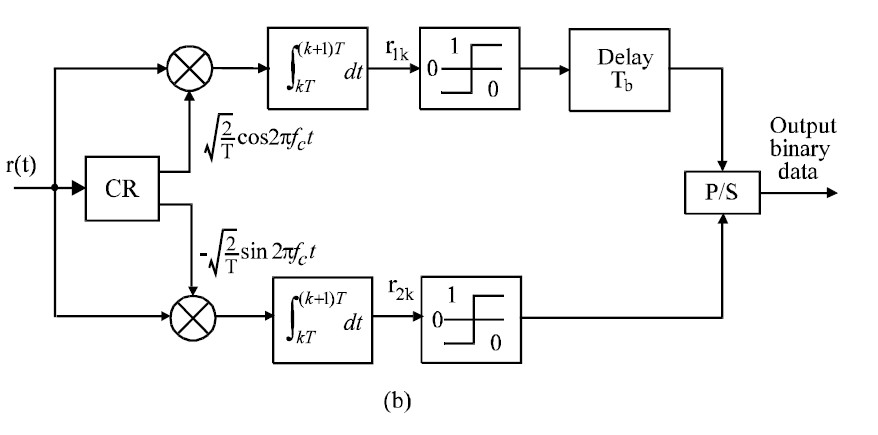 r(t)
CR
√(2/T) cos2πf_c t
-√(2/T) sin 2πf_c t
∫_{kT}^{(k+1)T} dt
r_{1k}
1
0
0
Delay
T_b
∫_{kT}^{(k+1)T} dt
r_{2k}
1
0
0
P/S
Output
binary
data
(b)